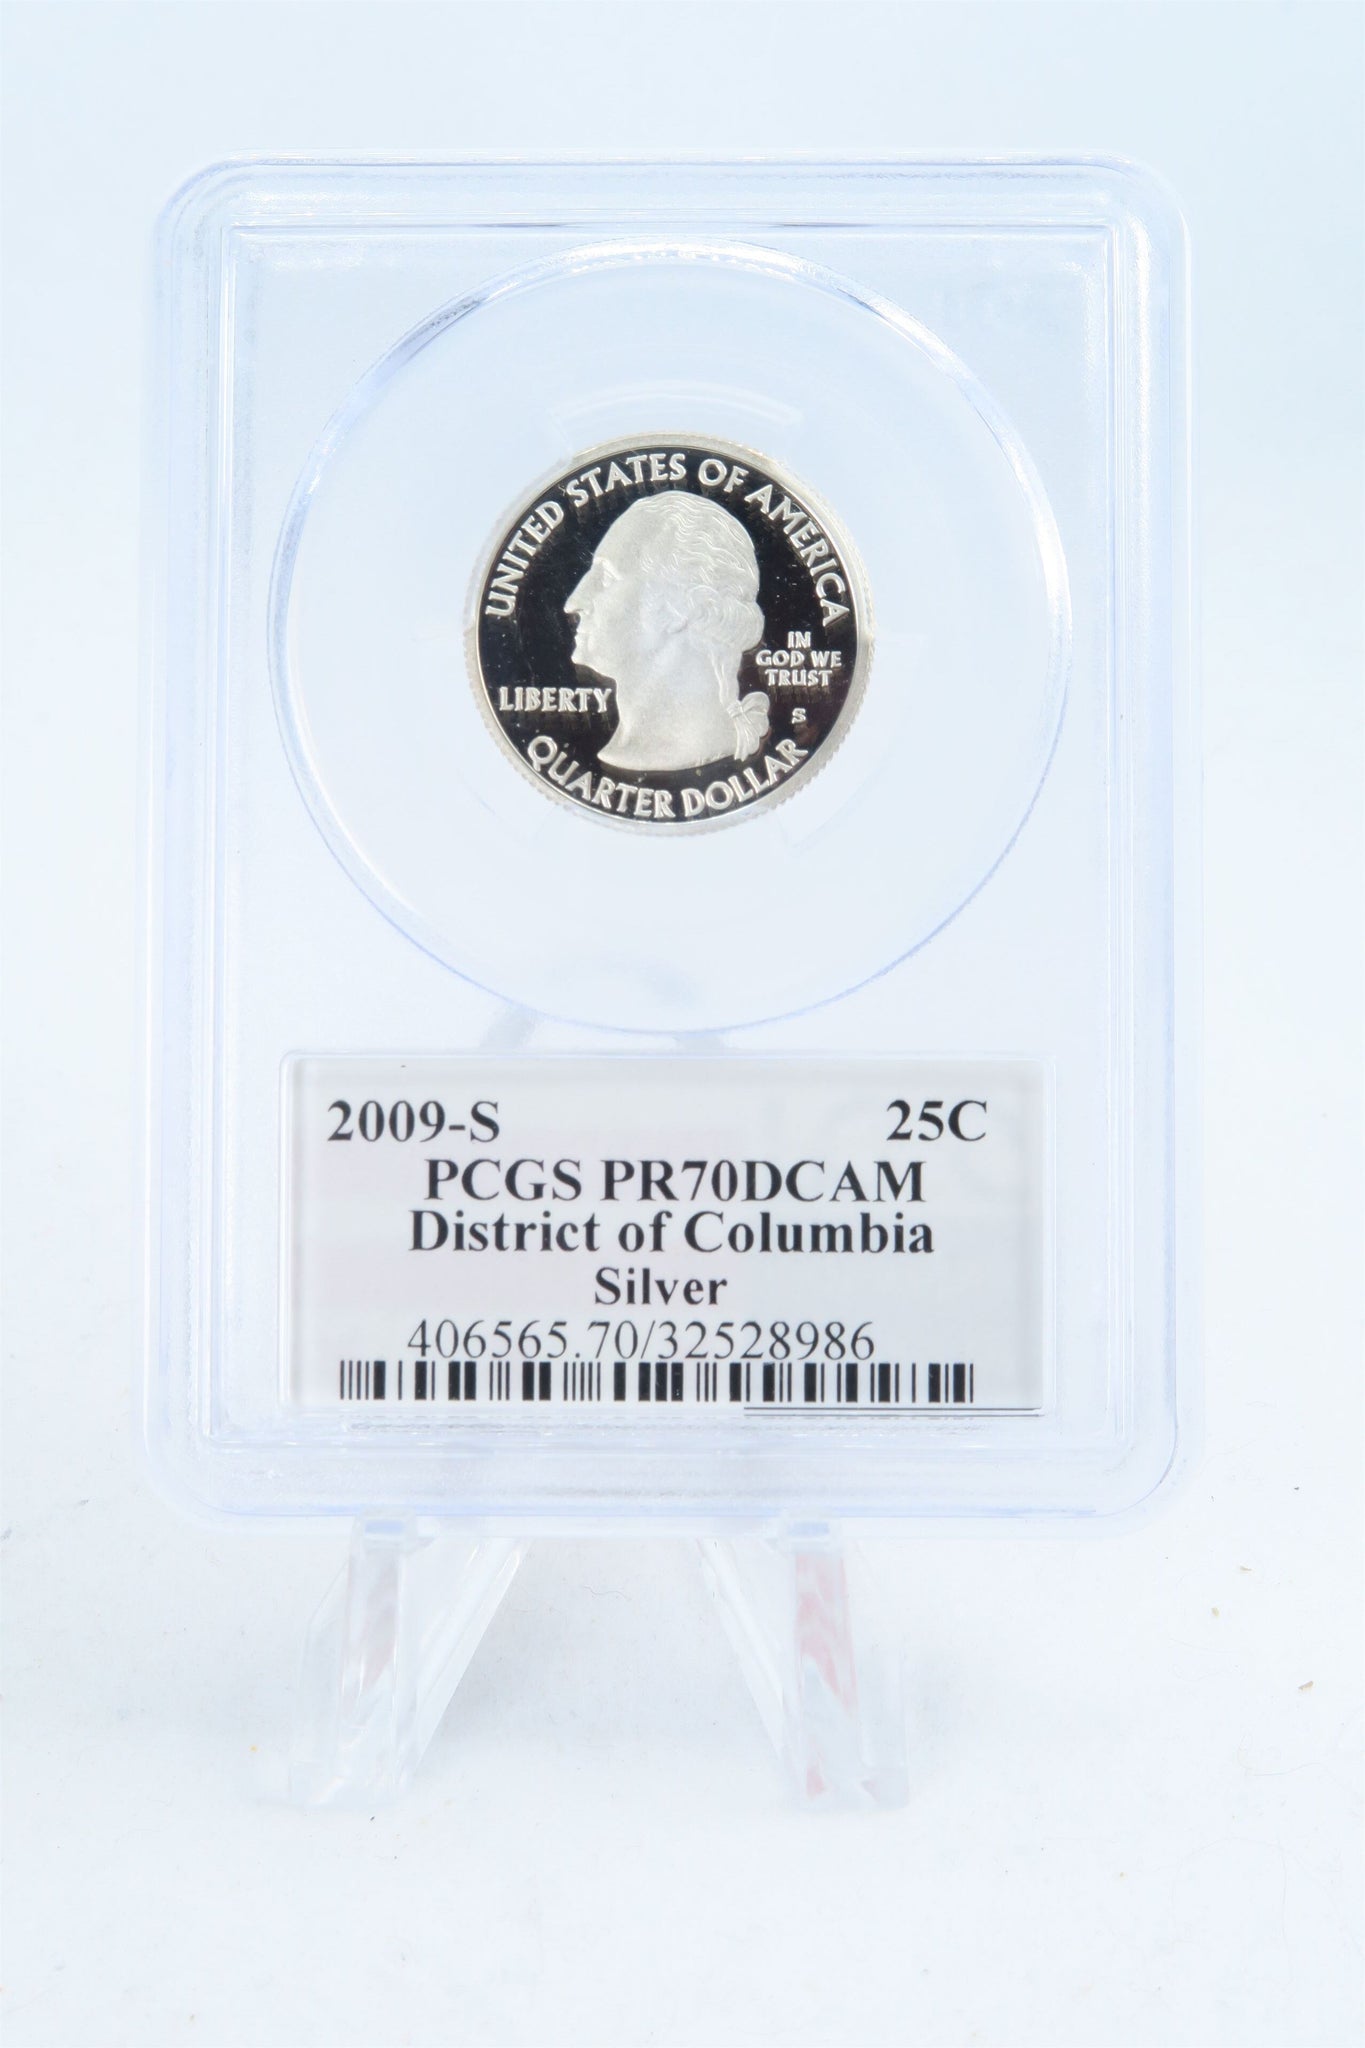 UNITED STATES OF AMERICA
IN
GOD WE
TRUST
LIBERTY
S
QUARTER DOLLAR
2009-S 25C
PCGS PR70DCAM
District of Columbia
Silver
406565.70/32528986